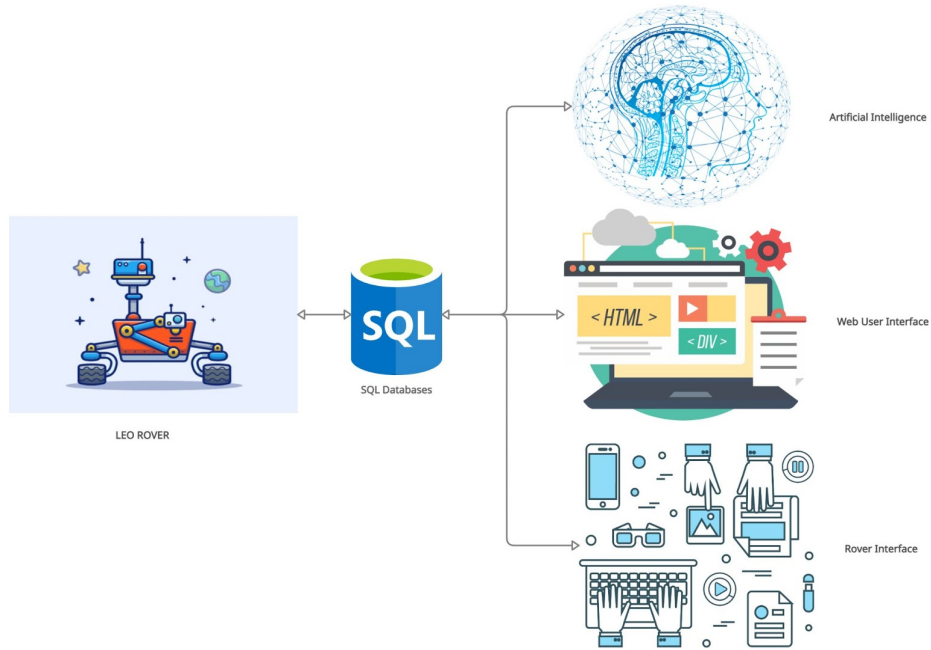 Artificial Intelligence
< HTML >
< DIV >
Web User Interface
SQL
SQL Databases
LEO ROVER
Rover Interface